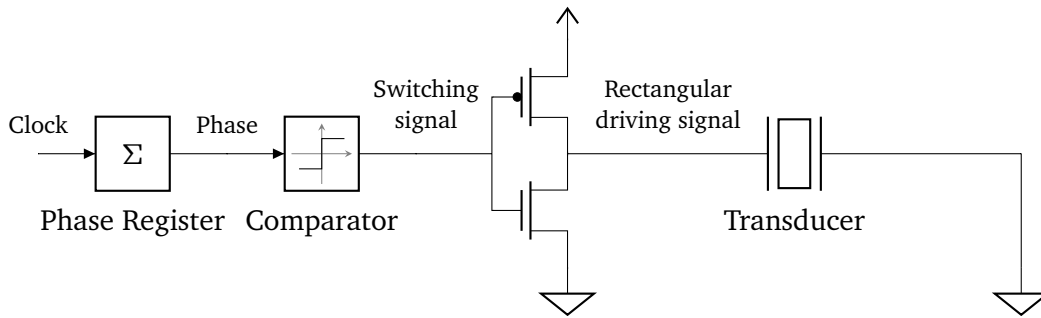 Clock
Σ
Phase Register
Phase
Comparator
Switching
signal
Rectangular
driving signal
Transducer